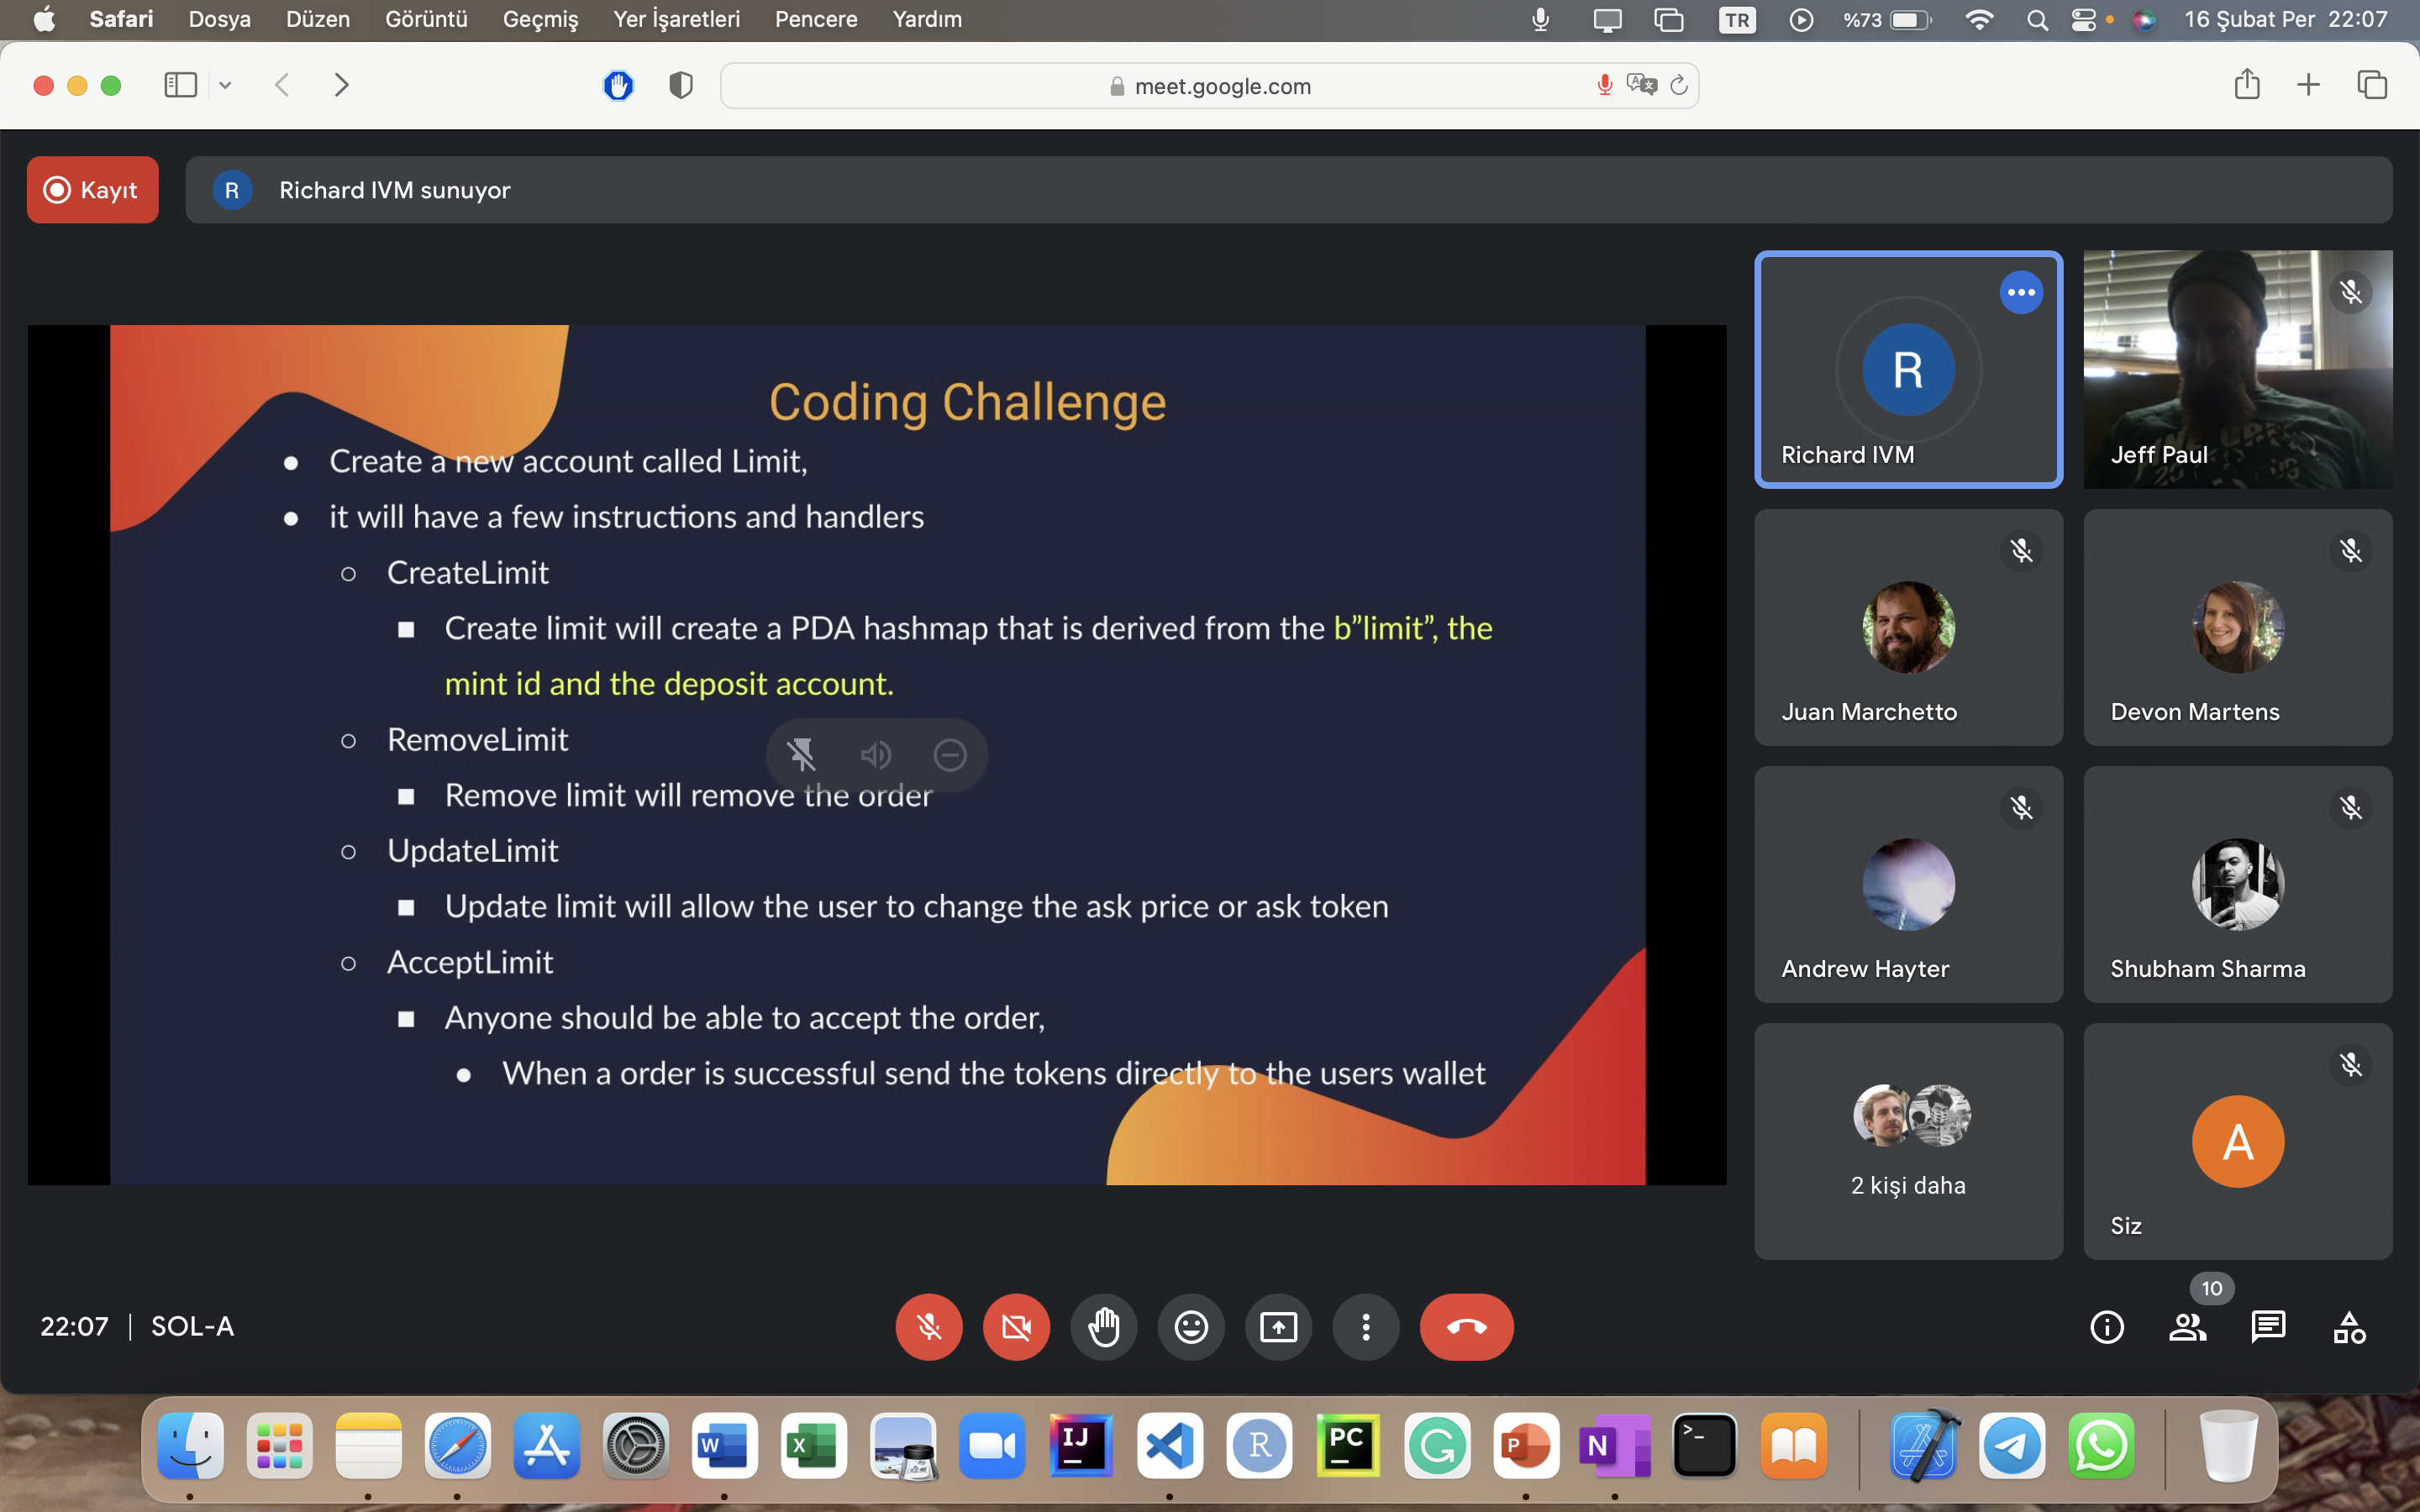 Safari Dosya Düzen Görüntü Geçmiş Yer İşaretleri Pencere Yardım TR %73 16 Şubat Per 22:07
meet.google.com
Kayıt R Richard IVM sunuyor
Coding Challenge
● Create a new account called Limit,
● it will have a few instructions and handlers
○ CreateLimit
■ Create limit will create a PDA hashmap that is derived from the b”limit”, the
mint id and the deposit account.
○ RemoveLimit
■ Remove limit will remove the order
○ UpdateLimit
■ Update limit will allow the user to change the ask price or ask token
○ AcceptLimit
■ Anyone should be able to accept the order,
● When a order is successful send the tokens directly to the users wallet
R
Richard IVM
Jeff Paul
Juan Marchetto
Devon Martens
Andrew Hayter
Shubham Sharma
2 kişi daha
A
Siz
22:07 | SOL-A
10
W X IJ R PC G P N >_